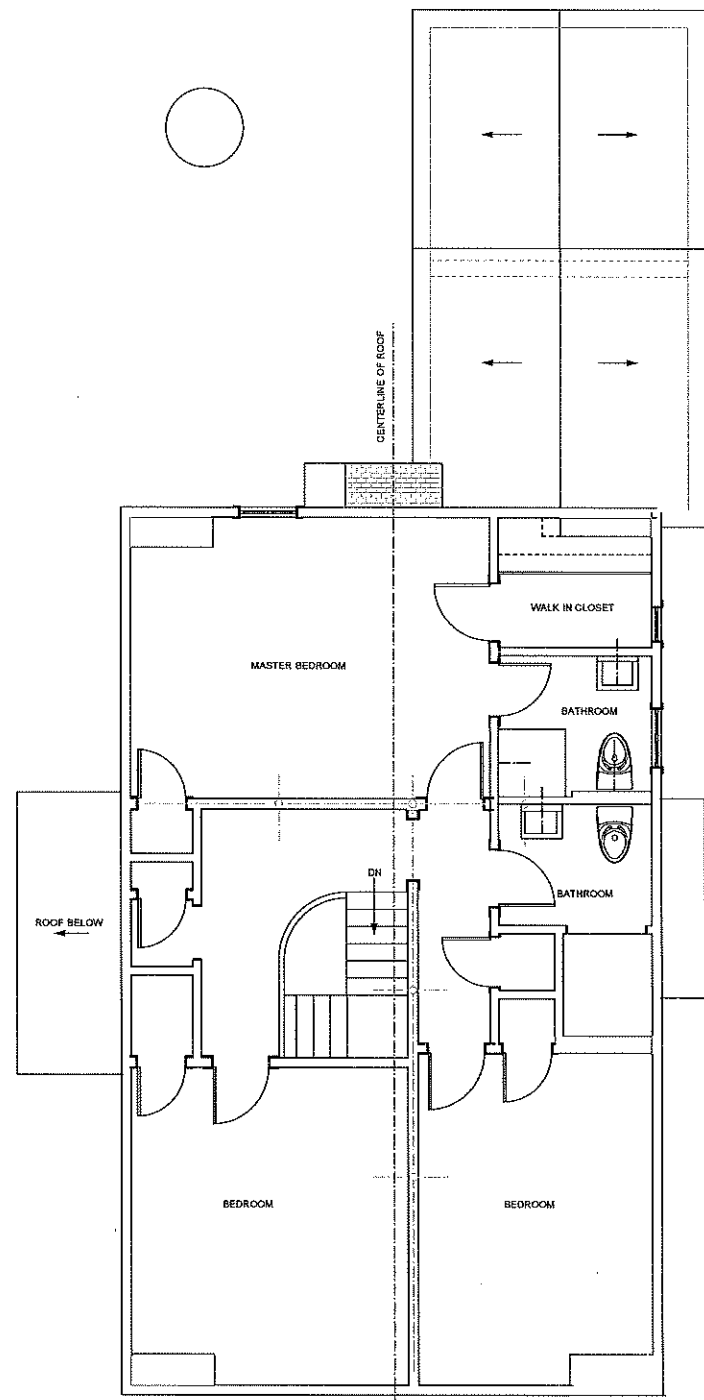 CENTERLINE OF ROOF
WALK IN CLOSET
MASTER BEDROOM
BATHROOM
DN
BATHROOM
ROOF BELOW
BEDROOM
BEDROOM